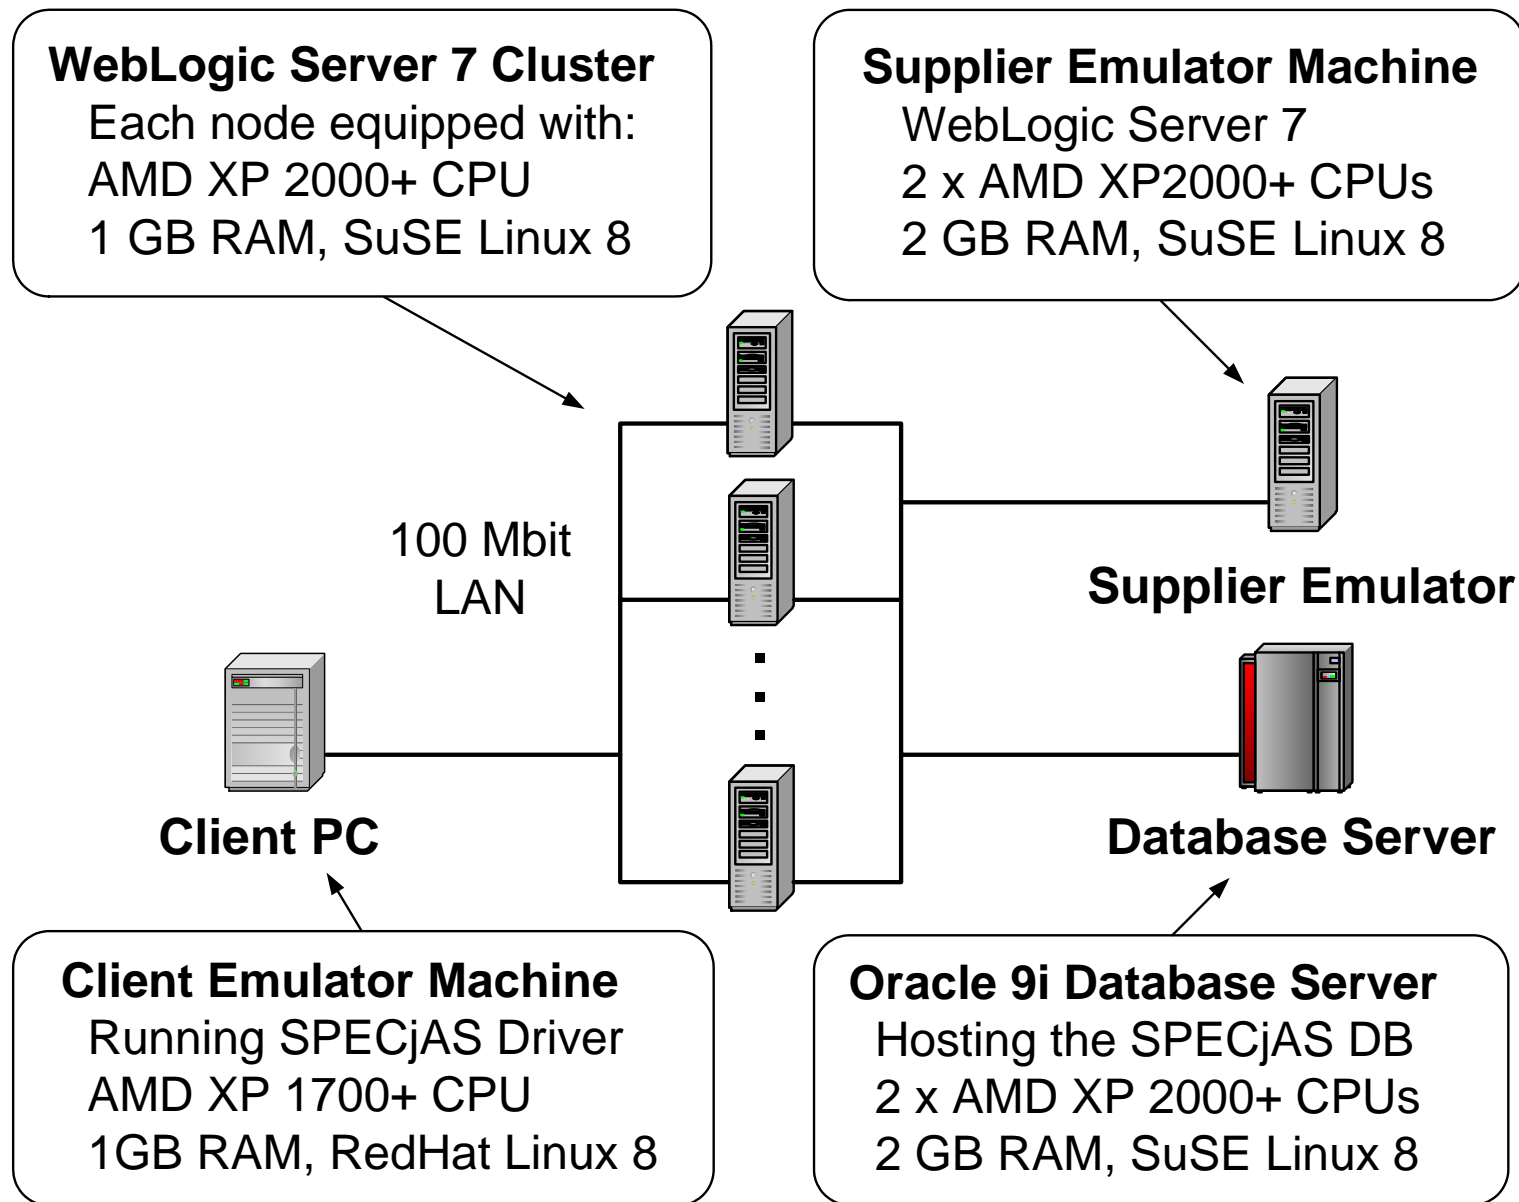 WebLogic Server 7 Cluster
Each node equipped with:
AMD XP 2000+ CPU
1 GB RAM, SuSE Linux 8
Supplier Emulator Machine
WebLogic Server 7
2 x AMD XP2000+ CPUs
2 GB RAM, SuSE Linux 8
100 Mbit
LAN
Supplier Emulator
Client PC
Database Server
Client Emulator Machine
Running SPECjAS Driver
AMD XP 1700+ CPU
1GB RAM, RedHat Linux 8
Oracle 9i Database Server
Hosting the SPECjAS DB
2 x AMD XP 2000+ CPUs
2 GB RAM, SuSE Linux 8